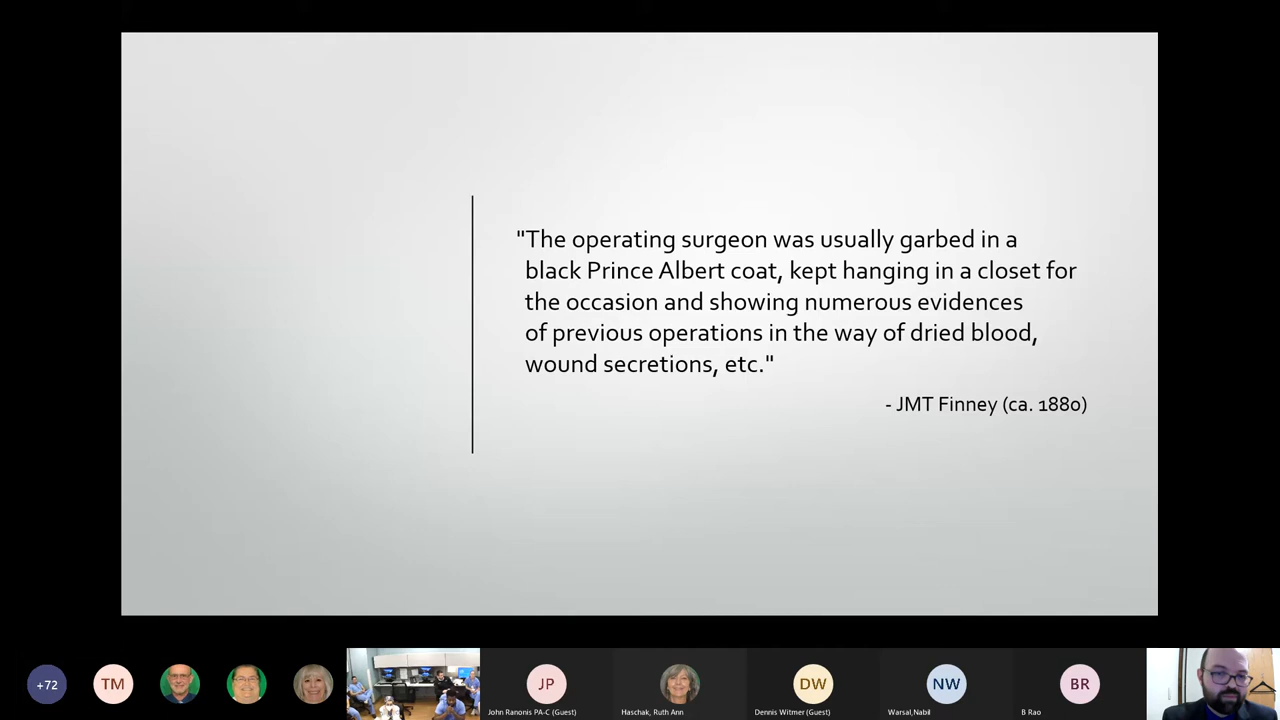 "The operating surgeon was usually garbed in a
black Prince Albert coat, kept hanging in a closet for
the occasion and showing numerous evidences
of previous operations in the way of dried blood,
wound secretions, etc."
- JMT Finney (ca. 1880)
+72
TM
JP
DW
NW
BR
John Ranonis PA-C (Guest)
Haschak, Ruth Ann
Dennis Witmer (Guest)
Warsal,Nabil
B Rao